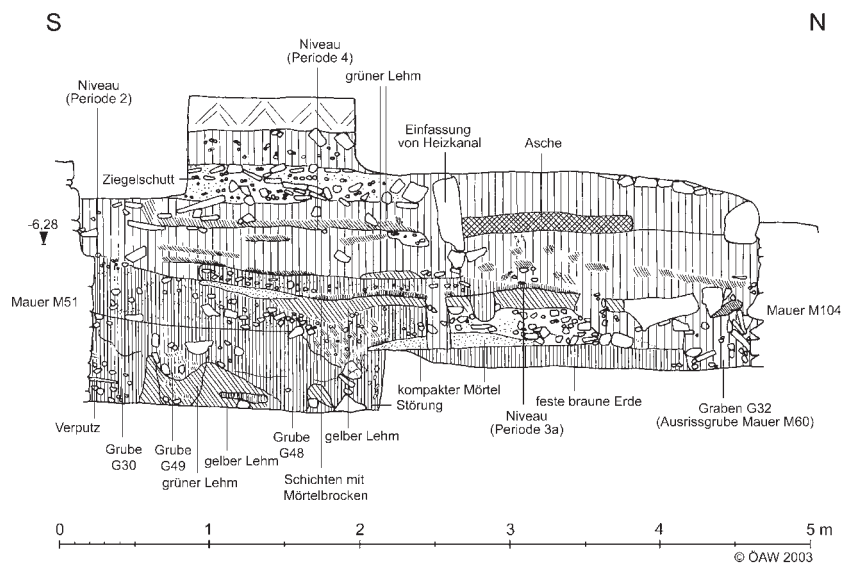 S
N
Niveau
(Periode 4)
grüner Lehm
Niveau
(Periode 2)
Einfassung
von Heizkanal
Asche
Ziegelschutt
-6,28
Mauer M51
Mauer M104
kompakter Mörtel
Störung
feste braune Erde
Niveau
(Periode 3a)
Graben G32
(Ausrissgrube Mauer M60)
Verputz
Grube
G30
Grube
G49
grüner Lehm
gelber Lehm
Grube
G48
gelber Lehm
Schichten mit
Mörtelbrocken
0 1 2 3 4 5 m
© ÖAW 2003